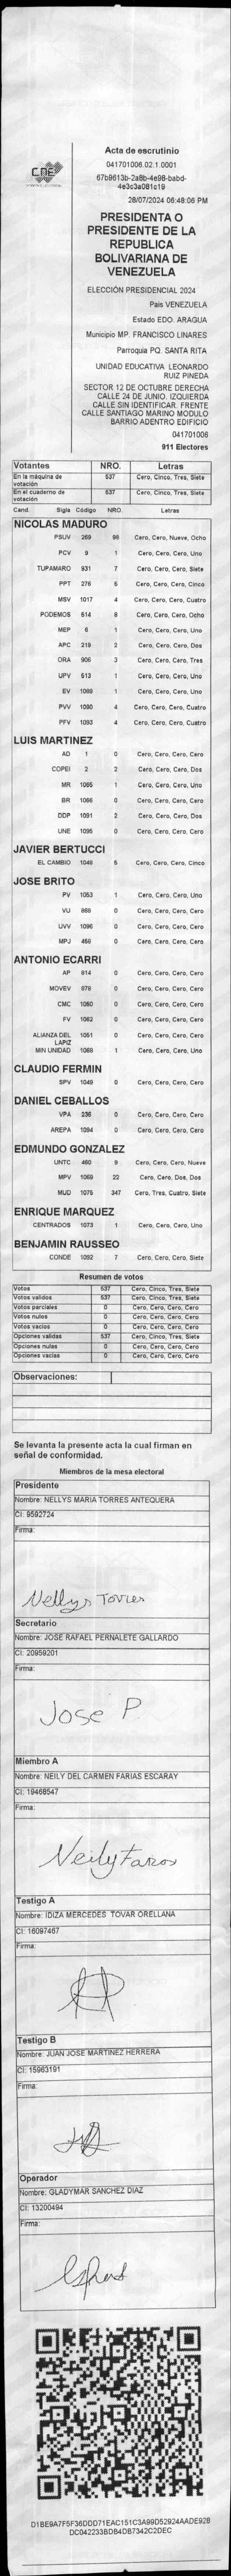 CNE
Acta de escrutinio
041701006.02.1.0001
67b9613b-2a8b-4e98-babd-
4e3c3a081c19
28/07/2024 06:48:06 PM
PRESIDENTA O
PRESIDENTE DE LA
REPUBLICA
BOLIVARIANA DE
VENEZUELA
ELECCIÓN PRESIDENCIAL 2024
Pais VENEZUELA
Estado EDO. ARAGUA
Municipio MP. FRANCISCO LINARES
Parroquia PQ. SANTA RITA
UNIDAD EDUCATIVA LEONARDO
RUIZ PINEDA
SECTOR 12 DE OCTUBRE DERECHA
CALLE 24 DE JUNIO. IZQUIERDA
CALLE SIN IDENTIFICAR. FRENTE
CALLE SANTIAGO MARINO MODULO
BARRIO ADENTRO EDIFICIO
041701006
911 Electores
Votantes NRO. Letras
En la máquina de votación 537 Cero, Cinco, Tres, Siete
En el cuaderno de votación 537 Cero, Cinco, Tres, Siete
Cand. Sigla Código NRO. Letras
NICOLAS MADURO
PSUV 269 98 Cero, Cero, Nueve, Ocho
PCV 9 1 Cero, Cero, Cero, Uno
TUPAMARO 931 7 Cero, Cero, Cero, Siete
PPT 276 5 Cero, Cero, Cero, Cinco
MSV 1017 4 Cero, Cero, Cero, Cuatro
PODEMOS 514 8 Cero, Cero, Cero, Ocho
MEP 6 1 Cero, Cero, Cero, Uno
APC 219 2 Cero, Cero, Cero, Dos
ORA 906 3 Cero, Cero, Cero, Tres
UPV 513 1 Cero, Cero, Cero, Uno
EV 1089 1 Cero, Cero, Cero, Uno
PVV 1090 4 Cero, Cero, Cero, Cuatro
PFV 1093 4 Cero, Cero, Cero, Cuatro
LUIS MARTINEZ
AD 1 0 Cero, Cero, Cero, Cero
COPEI 2 2 Cero, Cero, Cero, Dos
MR 1065 1 Cero, Cero, Cero, Uno
BR 1066 0 Cero, Cero, Cero, Cero
DDP 1091 2 Cero, Cero, Cero, Dos
UNE 1095 0 Cero, Cero, Cero, Cero
JAVIER BERTUCCI
EL CAMBIO 1048 5 Cero, Cero, Cero, Cinco
JOSE BRITO
PV 1053 1 Cero, Cero, Cero, Uno
VU 868 0 Cero, Cero, Cero, Cero
UVV 1096 0 Cero, Cero, Cero, Cero
MPJ 456 0 Cero, Cero, Cero, Cero
ANTONIO ECARRI
AP 914 0 Cero, Cero, Cero, Cero
MOVEV 978 0 Cero, Cero, Cero, Cero
CMC 1050 0 Cero, Cero, Cero, Cero
FV 1062 0 Cero, Cero, Cero, Cero
ALIANZA DEL LAPIZ 1051 0 Cero, Cero, Cero, Cero
MIN UNIDAD 1068 1 Cero, Cero, Cero, Uno
CLAUDIO FERMIN
SPV 1049 0 Cero, Cero, Cero, Cero
DANIEL CEBALLOS
VPA 236 0 Cero, Cero, Cero, Cero
AREPA 1094 0 Cero, Cero, Cero, Cero
EDMUNDO GONZALEZ
UNTC 460 9 Cero, Cero, Cero, Nueve
MPV 1069 22 Cero, Cero, Dos, Dos
MUD 1075 347 Cero, Tres, Cuatro, Siete
ENRIQUE MARQUEZ
CENTRADOS 1073 1 Cero, Cero, Cero, Uno
BENJAMIN RAUSSEO
CONDE 1092 7 Cero, Cero, Cero, Siete
Resumen de votos
Votos 537 Cero, Cinco, Tres, Siete
Votos validos 537 Cero, Cinco, Tres, Siete
Votos parciales 0 Cero, Cero, Cero, Cero
Votos nulos 0 Cero, Cero, Cero, Cero
Votos vacios 0 Cero, Cero, Cero, Cero
Opciones validas 537 Cero, Cinco, Tres, Siete
Opciones nulas 0 Cero, Cero, Cero, Cero
Opciones vacias 0 Cero, Cero, Cero, Cero
Observaciones:
Se levanta la presente acta la cual firman en
señal de conformidad.
Miembros de la mesa electoral
Presidente
Nombre: NELLYS MARIA TORRES ANTEQUERA
CI: 9592724
Firma:
Nellys Torres
Secretario
Nombre: JOSE RAFAEL PERNALETE GALLARDO
CI: 20959201
Firma:
Jose P
Miembro A
Nombre: NEILY DEL CARMEN FARIAS ESCARAY
CI: 19468547
Firma:
Neily Farias
Testigo A
Nombre: IDIZA MERCEDES TOVAR ORELLANA
CI: 16097467
Firma:
Testigo B
Nombre: JUAN JOSE MARTINEZ HERRERA
CI: 15963191
Firma:
Operador
Nombre: GLADYMAR SANCHEZ DIAZ
CI: 13200494
Firma:
D1BE9A7F5F36DDD71EAC151C3A99D52924AADE92B
DC042233BDB4DB7342C2DEC